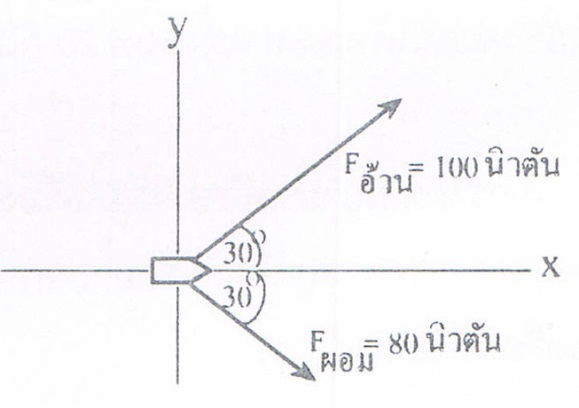 y
F อ้วน = 100 นิวตัน
30°
x
30°
F ผอม = 80 นิวตัน